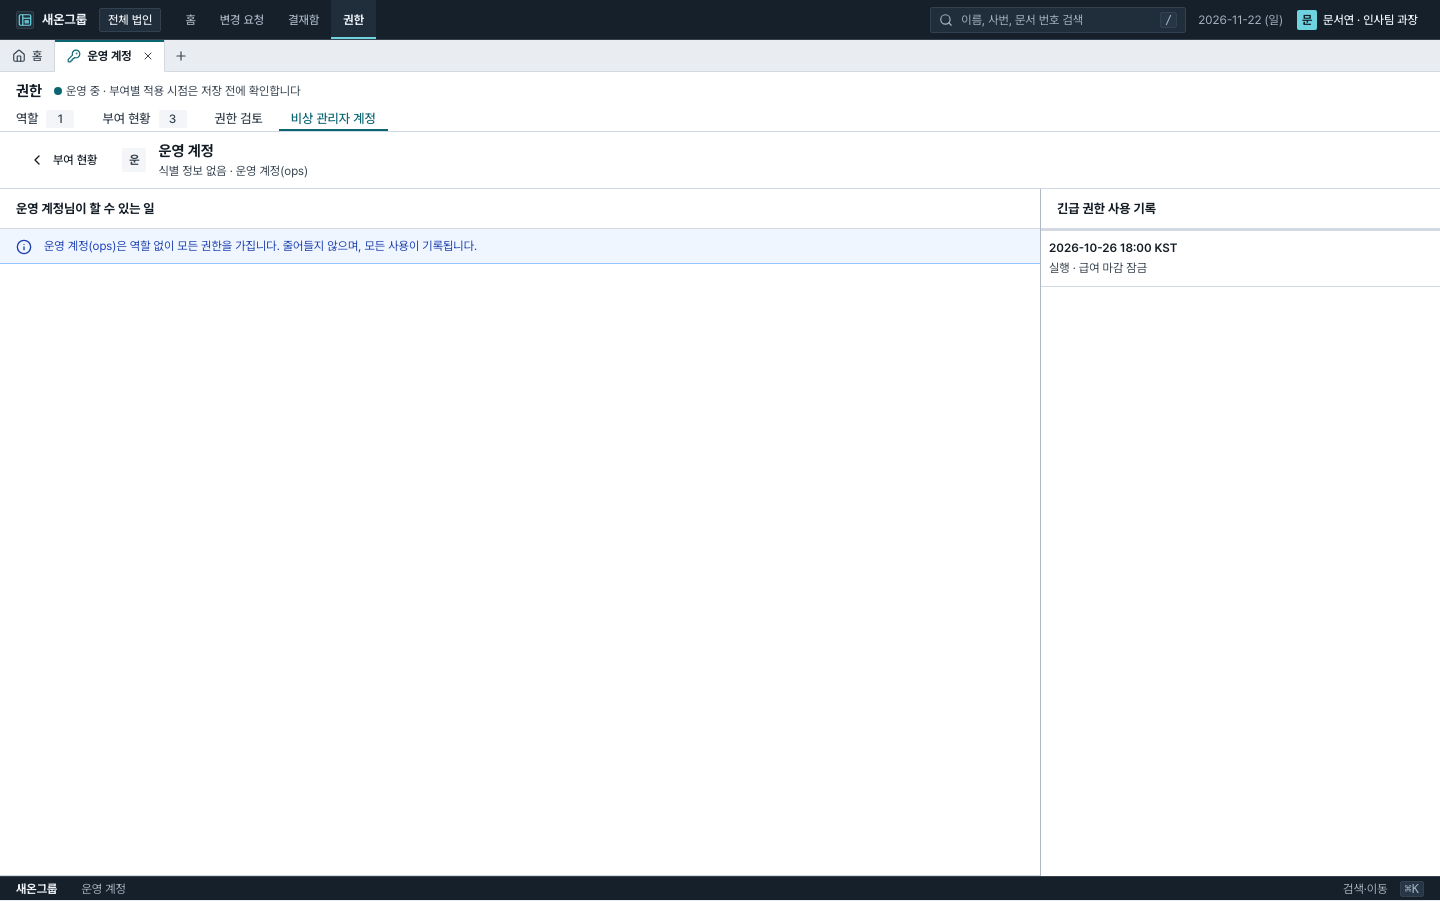 새온그룹 전체 법인 홈 변경 요청 결재함 권한 이름, 사번, 문서 번호 검색 / 2026-11-22 (일) 문 문서연 · 인사팀 과장
홈 운영 계정
권한 운영 중 · 부여별 적용 시점은 저장 전에 확인합니다
역할 1 부여 현황 3 권한 검토 비상 관리자 계정
부여 현황 운 운영 계정
식별 정보 없음 · 운영 계정(ops)
운영 계정님이 할 수 있는 일
운영 계정(ops)은 역할 없이 모든 권한을 가집니다. 줄어들지 않으며, 모든 사용이 기록됩니다.
긴급 권한 사용 기록
2026-10-26 18:00 KST
실행 · 급여 마감 잠금
새온그룹 운영 계정 검색·이동 ⌘K